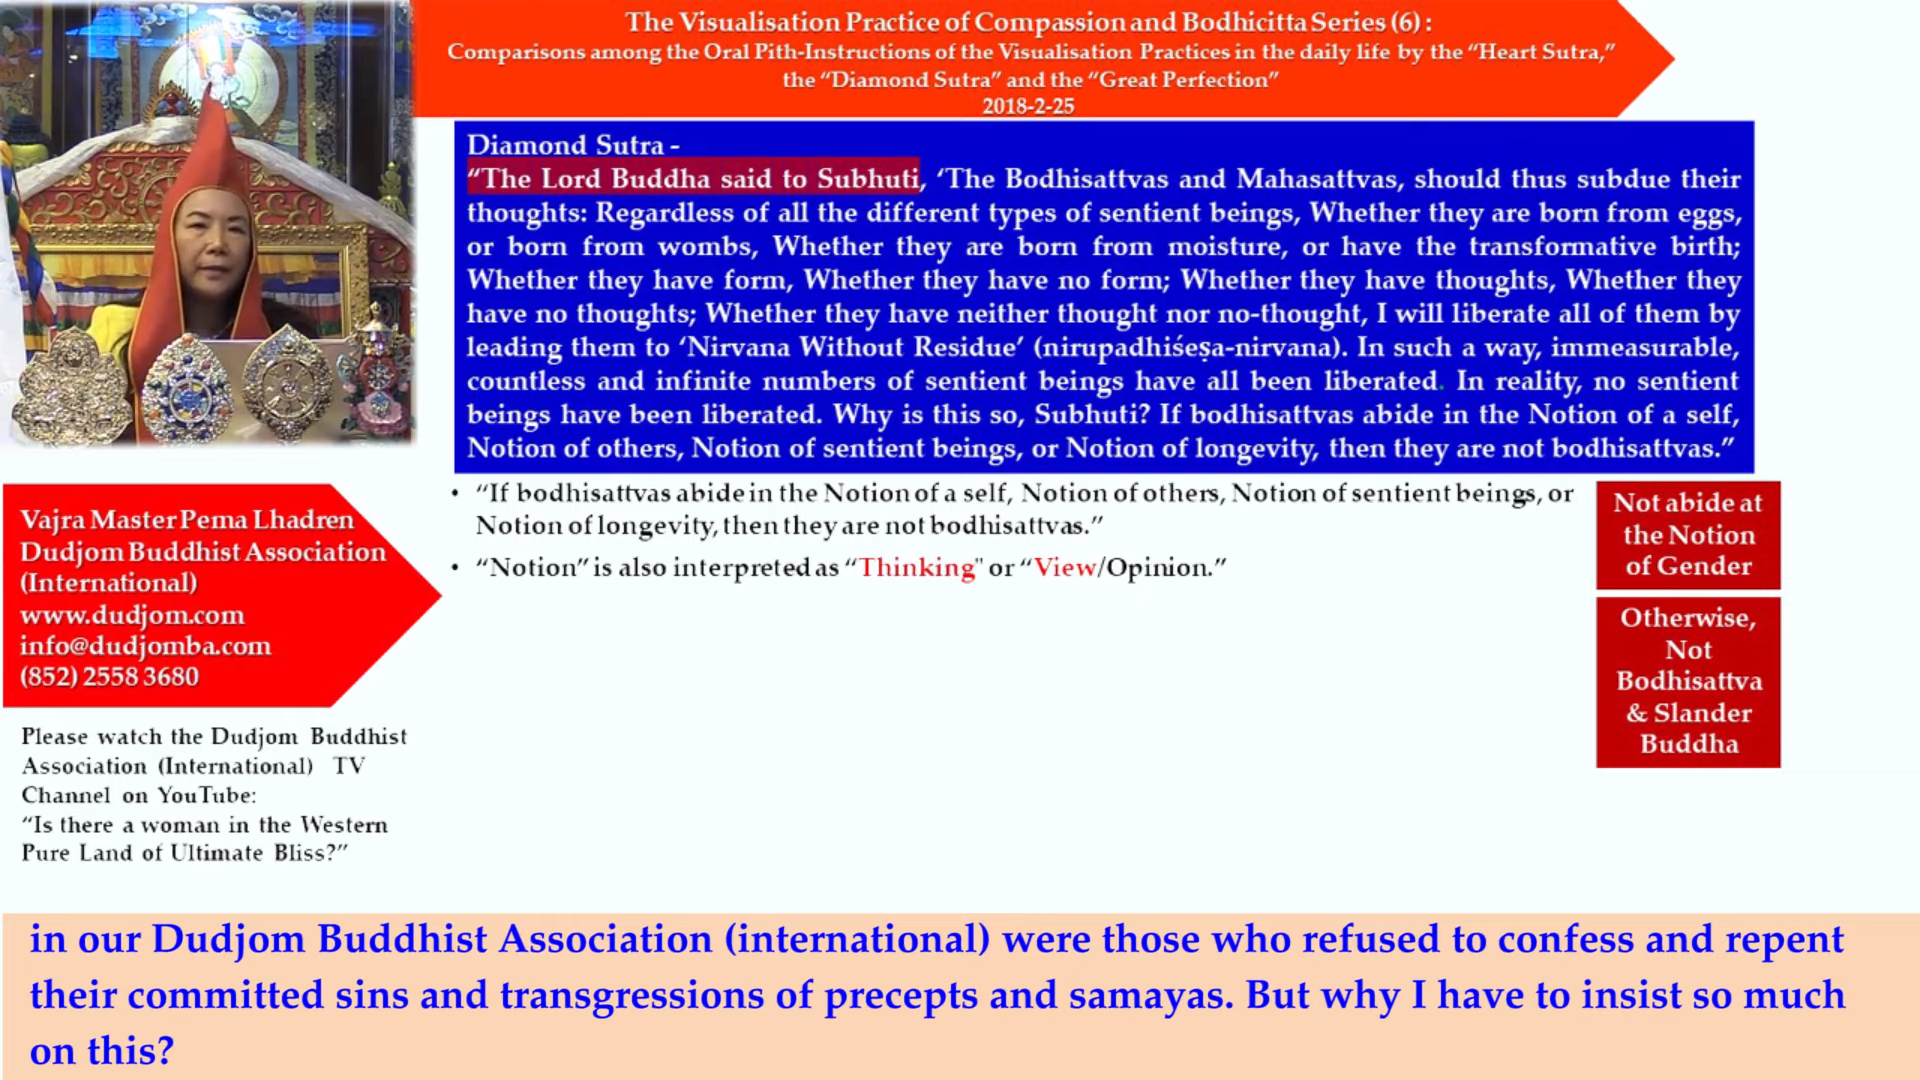 The Visualisation Practice of Compassion and Bodhicitta Series (6) :
Comparisons among the Oral Pith-Instructions of the Visualisation Practices in the daily life by the “Heart Sutra,”
the “Diamond Sutra” and the “Great Perfection”
2018-2-25
Diamond Sutra -
“The Lord Buddha said to Subhuti, ‘The Bodhisattvas and Mahasattvas, should thus subdue their
thoughts: Regardless of all the different types of sentient beings, Whether they are born from eggs,
or born from wombs, Whether they are born from moisture, or have the transformative birth;
Whether they have form, Whether they have no form; Whether they have thoughts, Whether they
have no thoughts; Whether they have neither thought nor no-thought, I will liberate all of them by
leading them to ‘Nirvana Without Residue’ (nirupadhiśeṣa-nirvana). In such a way, immeasurable,
countless and infinite numbers of sentient beings have all been liberated. In reality, no sentient
beings have been liberated. Why is this so, Subhuti? If bodhisattvas abide in the Notion of a self,
Notion of others, Notion of sentient beings, or Notion of longevity, then they are not bodhisattvas.”
• “If bodhisattvas abide in the Notion of a self, Notion of others, Notion of sentient beings, or
Notion of longevity, then they are not bodhisattvas.”
• “Notion” is also interpreted as “Thinking" or “View/Opinion.”
Not abide at
the Notion
of Gender
Otherwise,
Not
Bodhisattva
& Slander
Buddha
Vajra Master Pema Lhadren
Dudjom Buddhist Association
(International)
www.dudjom.com
info@dudjomba.com
(852) 2558 3680
Please watch the Dudjom Buddhist
Association (International) TV
Channel on YouTube:
“Is there a woman in the Western
Pure Land of Ultimate Bliss?”
in our Dudjom Buddhist Association (international) were those who refused to confess and repent
their committed sins and transgressions of precepts and samayas. But why I have to insist so much
on this?